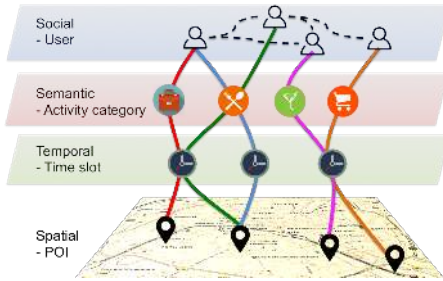 Social
- User
Semantic
- Activity category
Temporal
- Time slot
Spatial
- POI